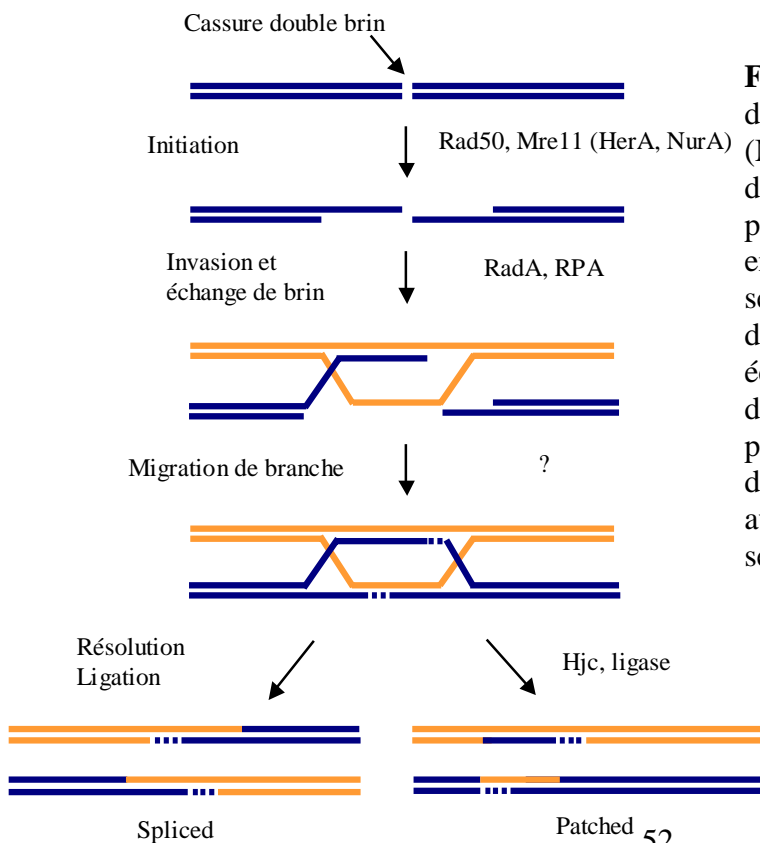 Cassure double brin
Initiation
Rad50, Mre11 (HerA, NurA)
Invasion et
échange de brin
RadA, RPA
Migration de branche
?
Résolution
Ligation
Hjc, ligase
Spliced
Patched
52
F
d
(
d
p
e
s
d
é
d
p
d
a
s